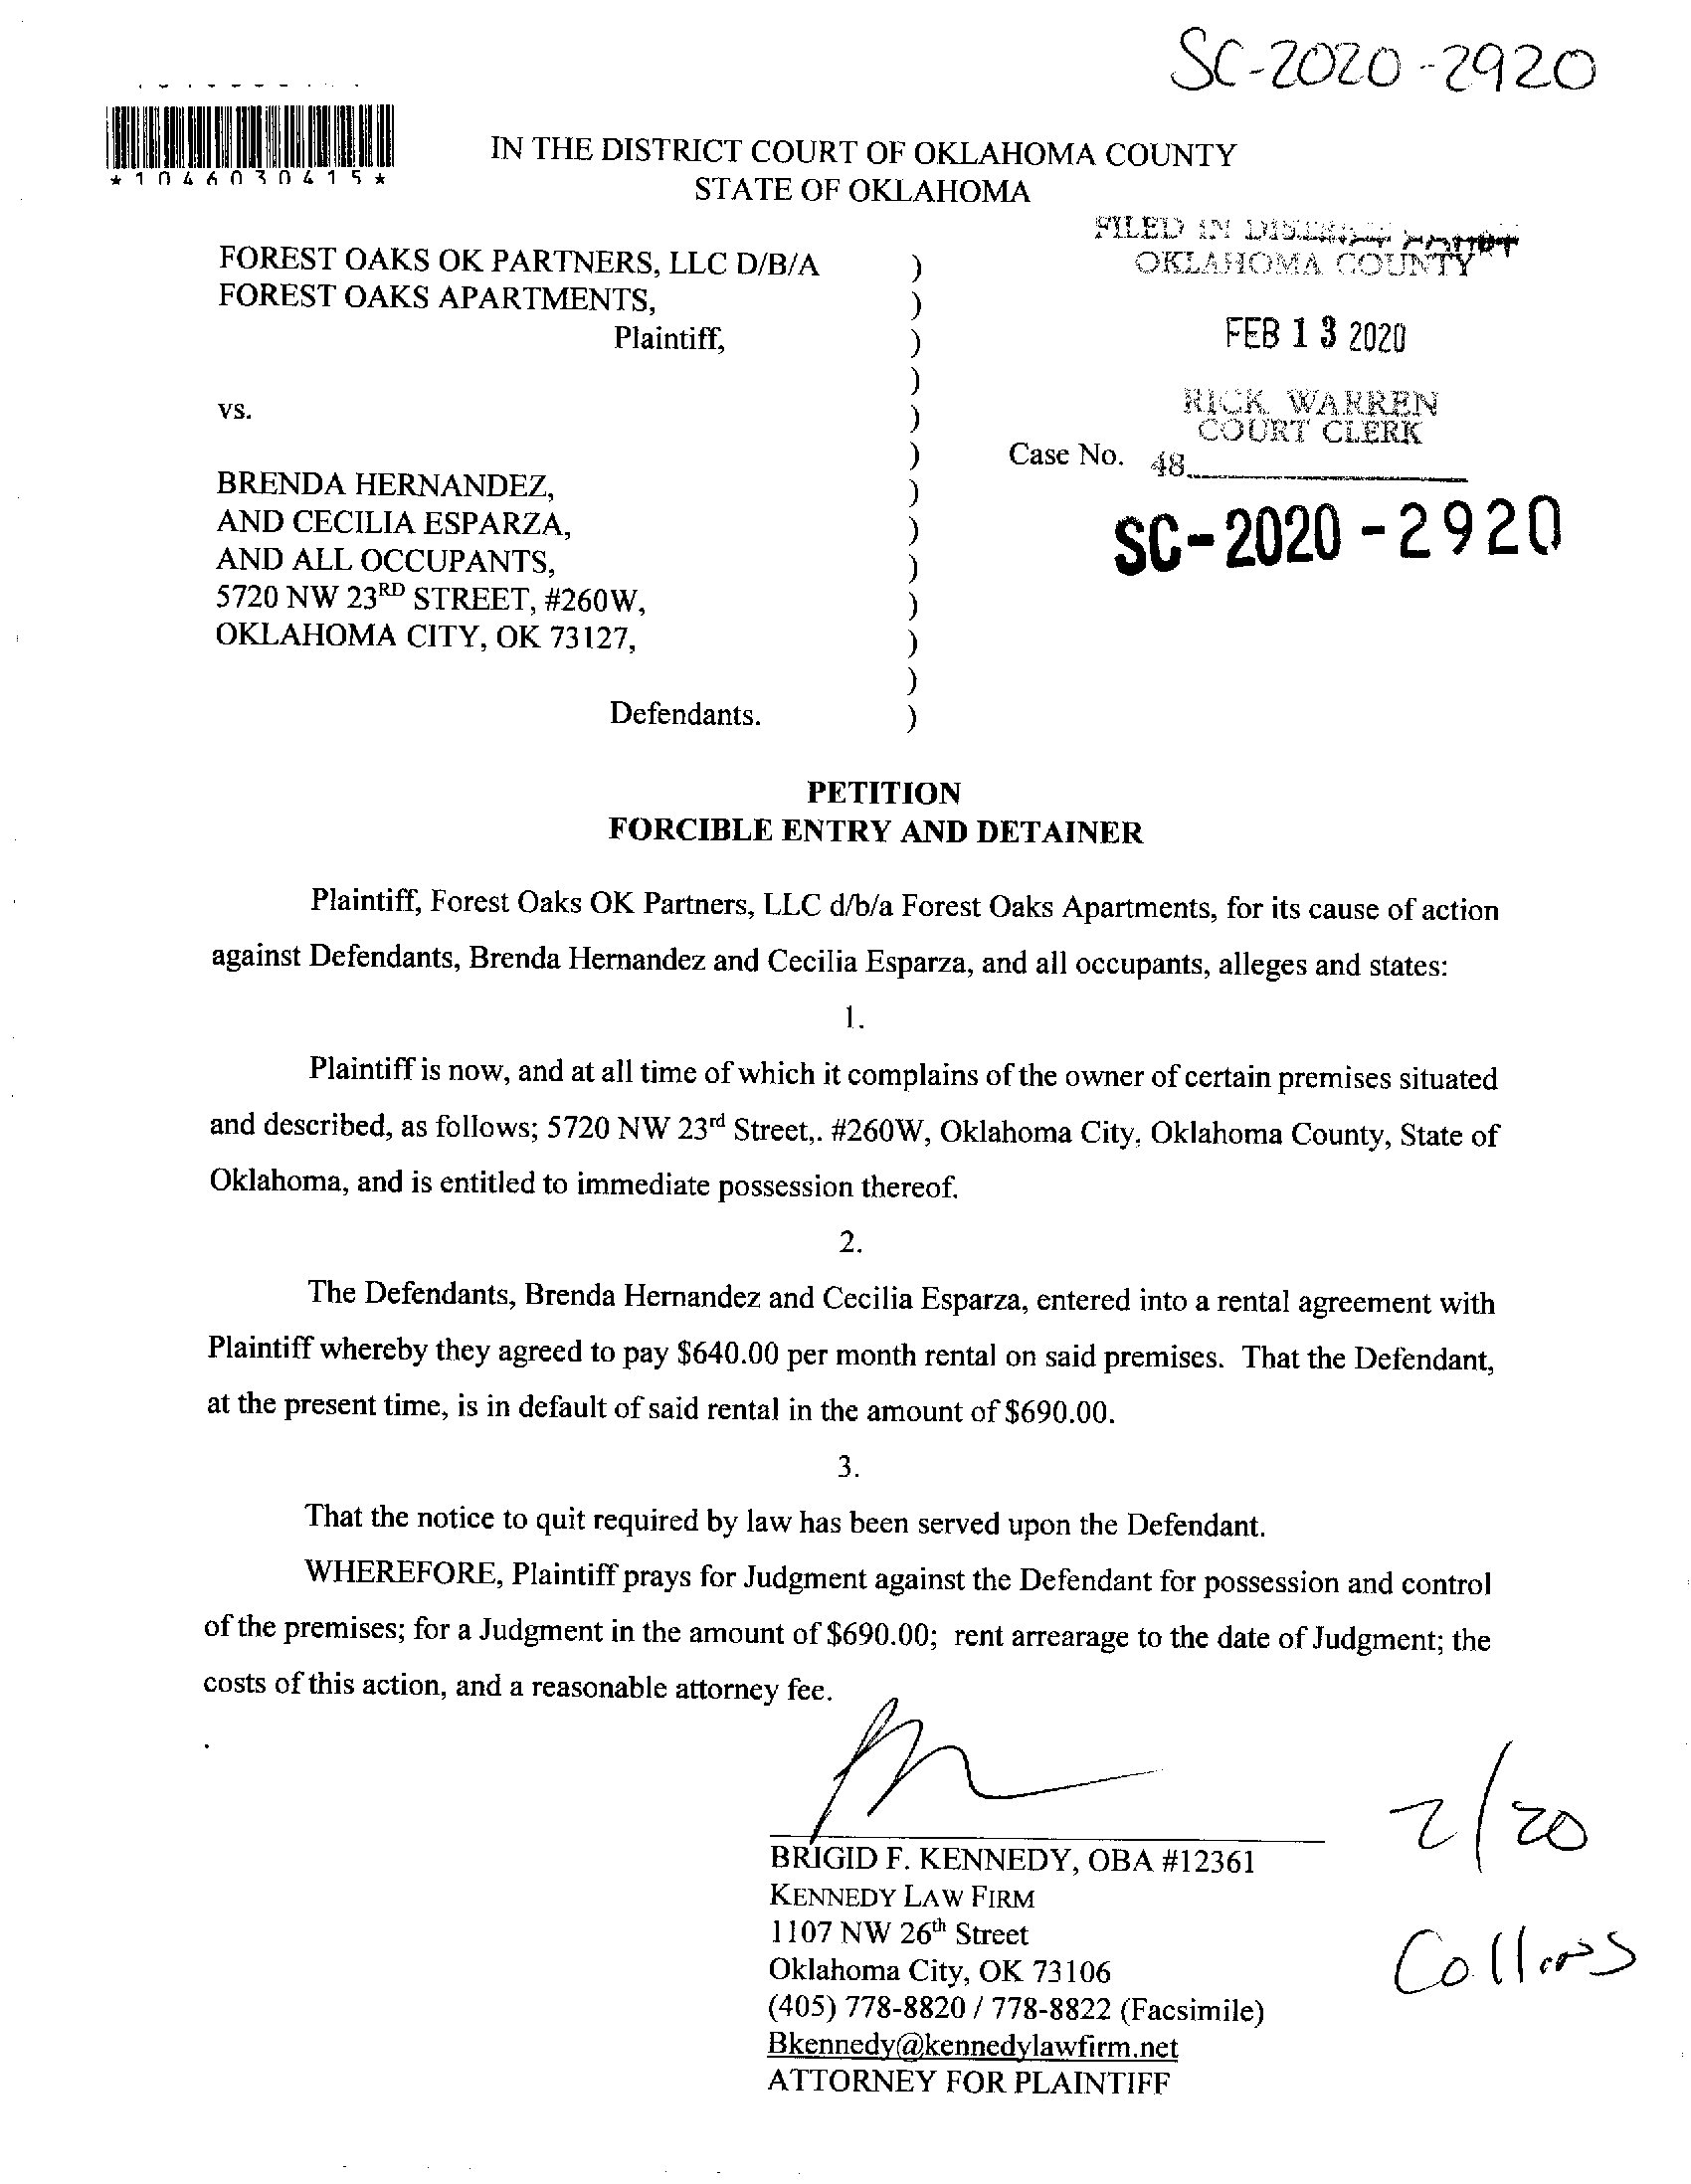 SC-2020-2920
*1046030415*
IN THE DISTRICT COURT OF OKLAHOMA COUNTY
STATE OF OKLAHOMA
FILED IN DISTRICT COURT
OKLAHOMA COUNTY
FOREST OAKS OK PARTNERS, LLC D/B/A )
FOREST OAKS APARTMENTS, )
Plaintiff, )
FEB 13 2020
)
RICK WARREN
COURT CLERK
vs. )
) Case No. 48
BRENDA HERNANDEZ, )
AND CECILIA ESPARZA, )
SC-2020-2920
AND ALL OCCUPANTS, )
5720 NW 23RD STREET, #260W, )
OKLAHOMA CITY, OK 73127, )
)
Defendants. )
PETITION
FORCIBLE ENTRY AND DETAINER
Plaintiff, Forest Oaks OK Partners, LLC d/b/a Forest Oaks Apartments, for its cause of action
against Defendants, Brenda Hernandez and Cecilia Esparza, and all occupants, alleges and states:
1.
Plaintiff is now, and at all time of which it complains of the owner of certain premises situated
and described, as follows; 5720 NW 23rd Street,. #260W, Oklahoma City, Oklahoma County, State of
Oklahoma, and is entitled to immediate possession thereof.
2.
The Defendants, Brenda Hernandez and Cecilia Esparza, entered into a rental agreement with
Plaintiff whereby they agreed to pay $640.00 per month rental on said premises. That the Defendant,
at the present time, is in default of said rental in the amount of $690.00.
3.
That the notice to quit required by law has been served upon the Defendant.
WHEREFORE, Plaintiff prays for Judgment against the Defendant for possession and control
of the premises; for a Judgment in the amount of $690.00; rent arrearage to the date of Judgment; the
costs of this action, and a reasonable attorney fee.
2/20
BRIGID F. KENNEDY, OBA #12361
KENNEDY LAW FIRM
1107 NW 26th Street
Oklahoma City, OK 73106
Collins
(405) 778-8820 / 778-8822 (Facsimile)
Bkennedy@kennedylawfirm.net
ATTORNEY FOR PLAINTIFF